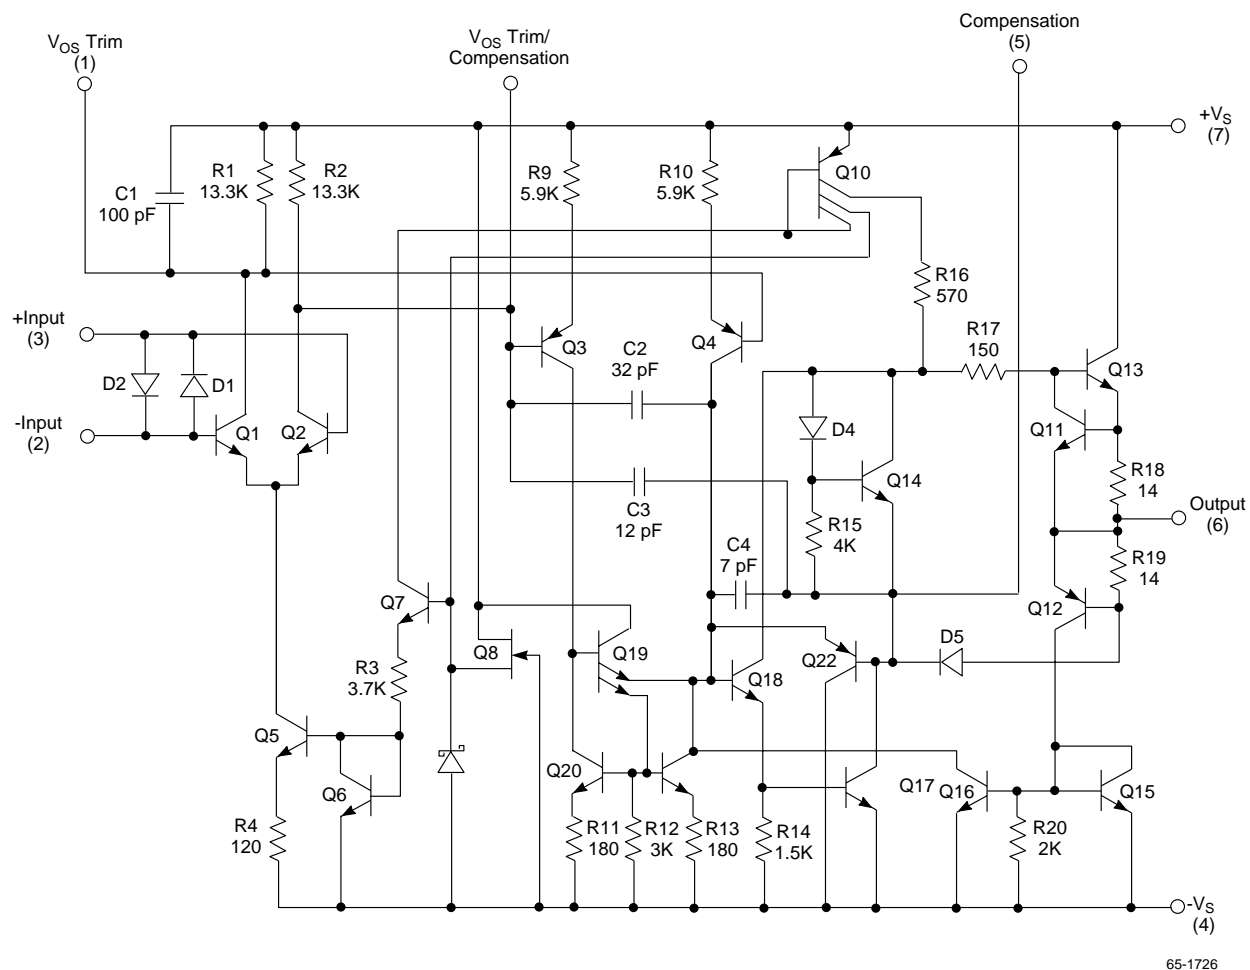 Compensation
(5)
V_OS Trim
(1)
V_OS Trim/
Compensation
+V_S
(7)
R1
13.3K
R2
13.3K
R9
5.9K
R10
5.9K
Q10
C1
100 pF
R16
570
+Input
(3)
R17
150
Q3
C2
32 pF
Q4
Q13
D2
D1
-Input
(2)
Q1
Q2
D4
Q11
Q14
R18
14
Output
(6)
C3
12 pF
R15
4K
R19
14
C4
7 pF
Q7
Q12
D5
R3
3.7K
Q8
Q19
Q22
Q18
Q5
Q20
Q6
Q17
Q16
Q15
R4
120
R11
180
R12
3K
R13
180
R14
1.5K
R20
2K
-V_S
(4)
65-1726